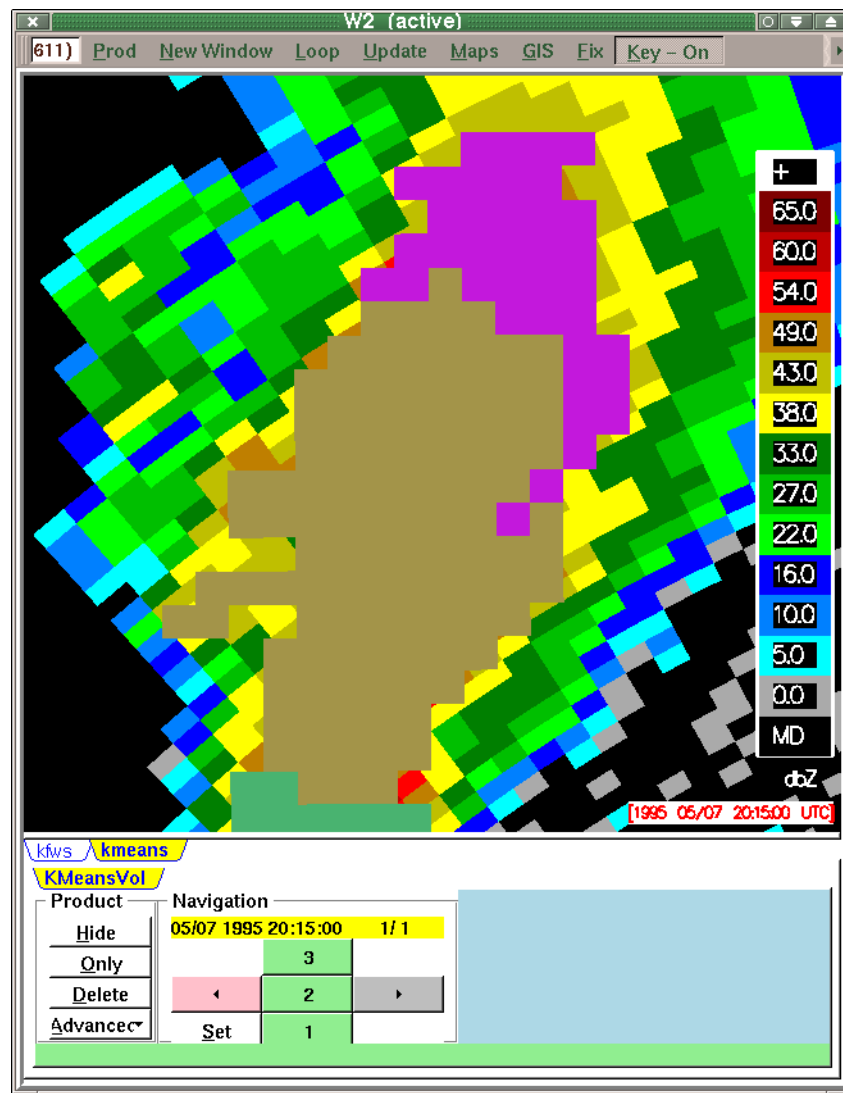 W2 (active)
611) Prod New Window Loop Update Maps GIS Fix Key – On
+
65.0
60.0
54.0
49.0
43.0
38.0
33.0
27.0
22.0
16.0
10.0
5.0
0.0
MD
dbZ
[1995 05/07 20:15:00 UTC]
kfws kmeans
KMeansVol
Product Navigation
Hide 05/07 1995 20:15:00 1/ 1
Only 3
Delete 2
Advancec Set 1